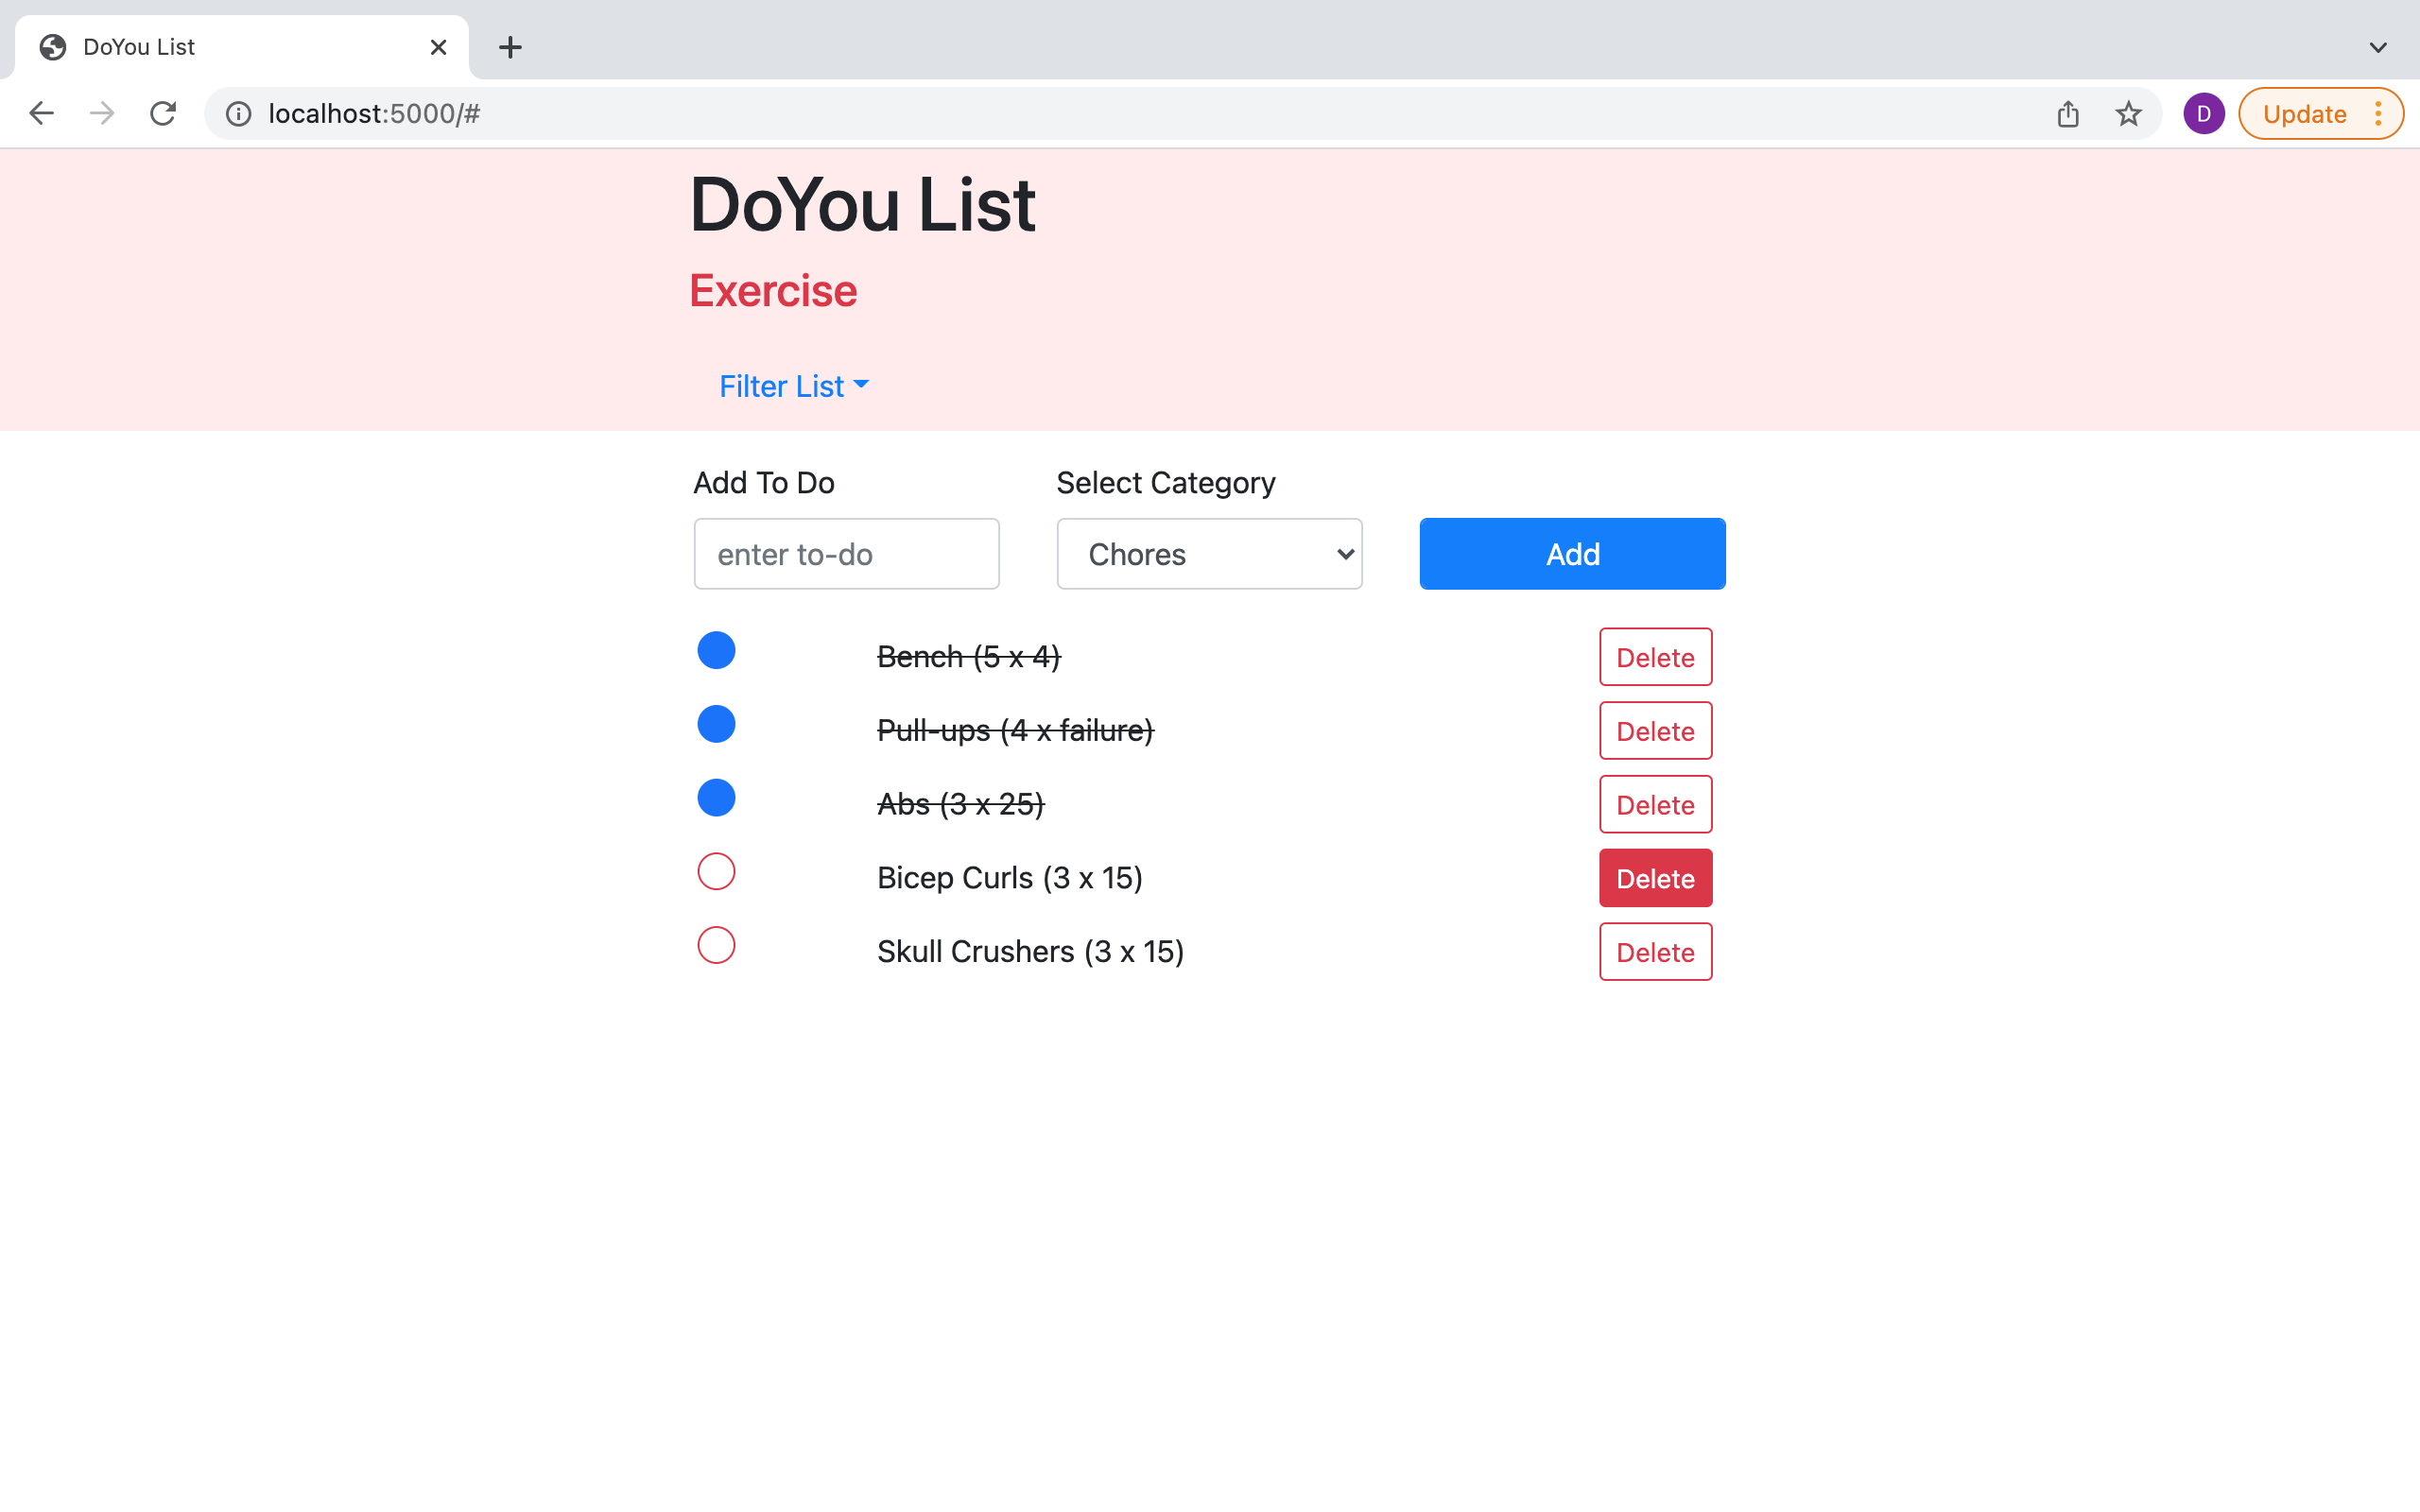 DoYou List
localhost:5000/#
D
Update
DoYou List
Exercise
Filter List
Add To Do
Select Category
enter to-do
Chores
Add
Bench (5 x 4)
Delete
Pull-ups (4 x failure)
Delete
Abs (3 x 25)
Delete
Bicep Curls (3 x 15)
Delete
Skull Crushers (3 x 15)
Delete